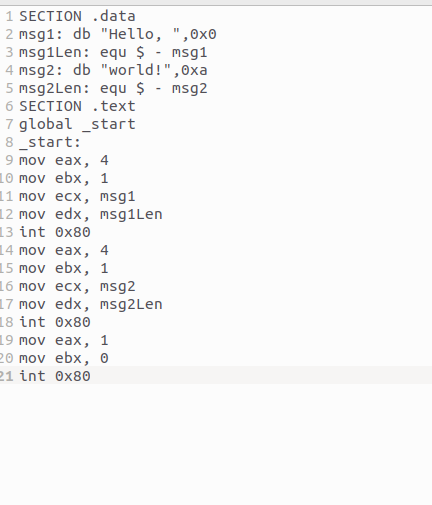 1 SECTION .data
2 msg1: db "Hello, ",0x0
3 msg1Len: equ $ - msg1
4 msg2: db "world!",0xa
5 msg2Len: equ $ - msg2
6 SECTION .text
7 global _start
8 _start:
9 mov eax, 4
10 mov ebx, 1
11 mov ecx, msg1
12 mov edx, msg1Len
13 int 0x80
14 mov eax, 4
15 mov ebx, 1
16 mov ecx, msg2
17 mov edx, msg2Len
18 int 0x80
19 mov eax, 1
20 mov ebx, 0
21 int 0x80